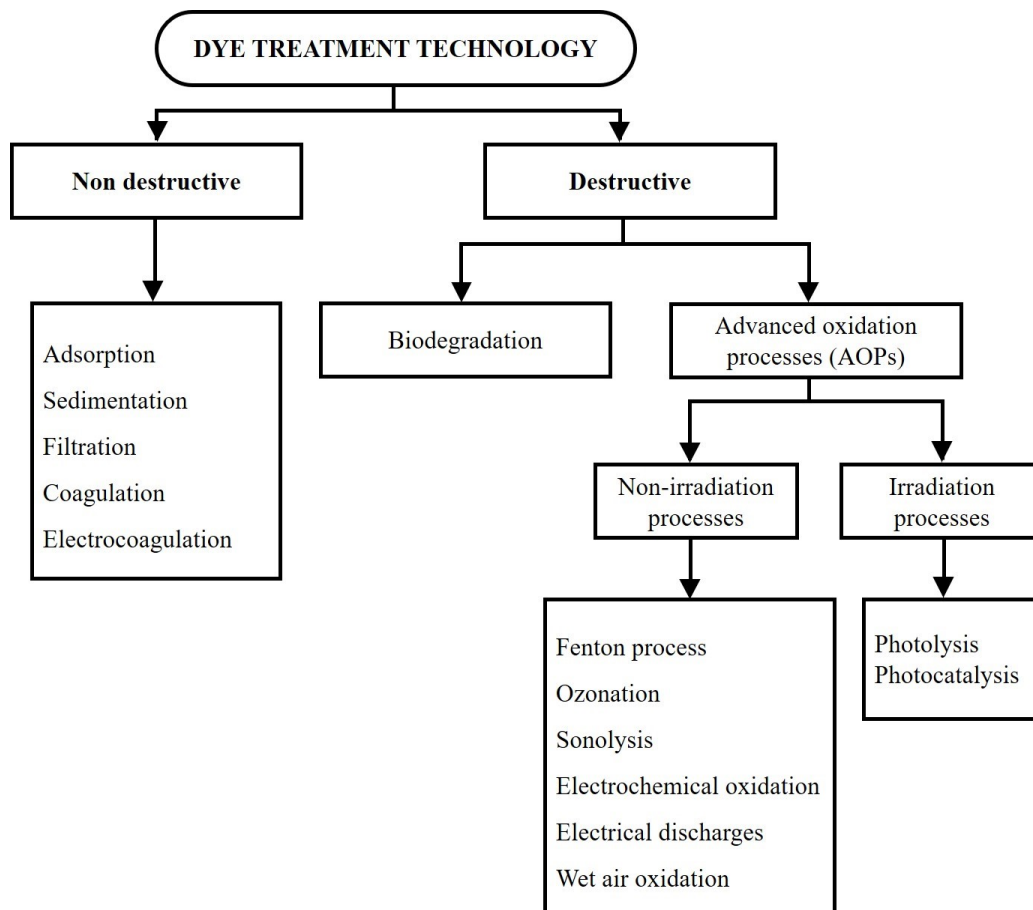 DYE TREATMENT TECHNOLOGY
Non destructive
Destructive
Adsorption
Sedimentation
Filtration
Coagulation
Electrocoagulation
Biodegradation
Advanced oxidation
processes (AOPs)
Non-irradiation
processes
Irradiation
processes
Fenton process
Ozonation
Sonolysis
Electrochemical oxidation
Electrical discharges
Wet air oxidation
Photolysis
Photocatalysis